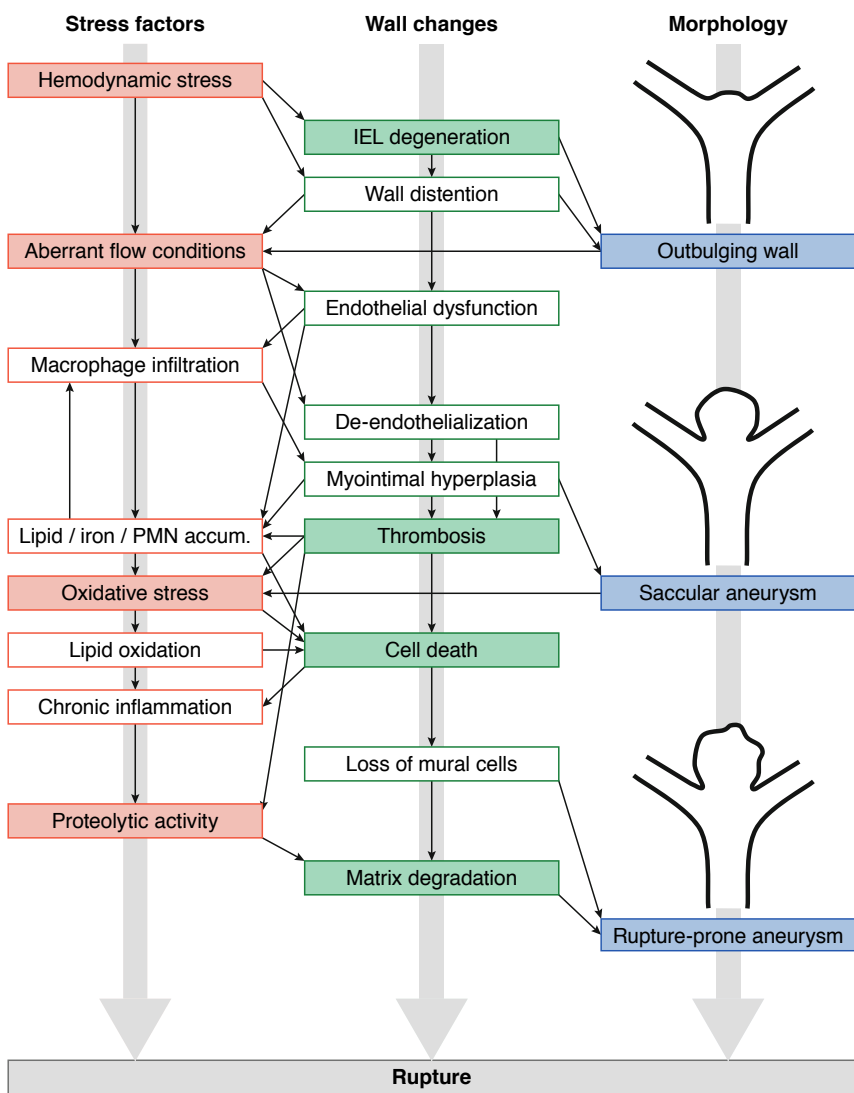 Stress factors
Wall changes
Morphology
Hemodynamic stress
IEL degeneration
Wall distention
Aberrant flow conditions
Outbulging wall
Endothelial dysfunction
Macrophage infiltration
De-endothelialization
Myointimal hyperplasia
Lipid / iron / PMN accum.
Thrombosis
Oxidative stress
Saccular aneurysm
Lipid oxidation
Cell death
Chronic inflammation
Loss of mural cells
Proteolytic activity
Matrix degradation
Rupture-prone aneurysm
Rupture